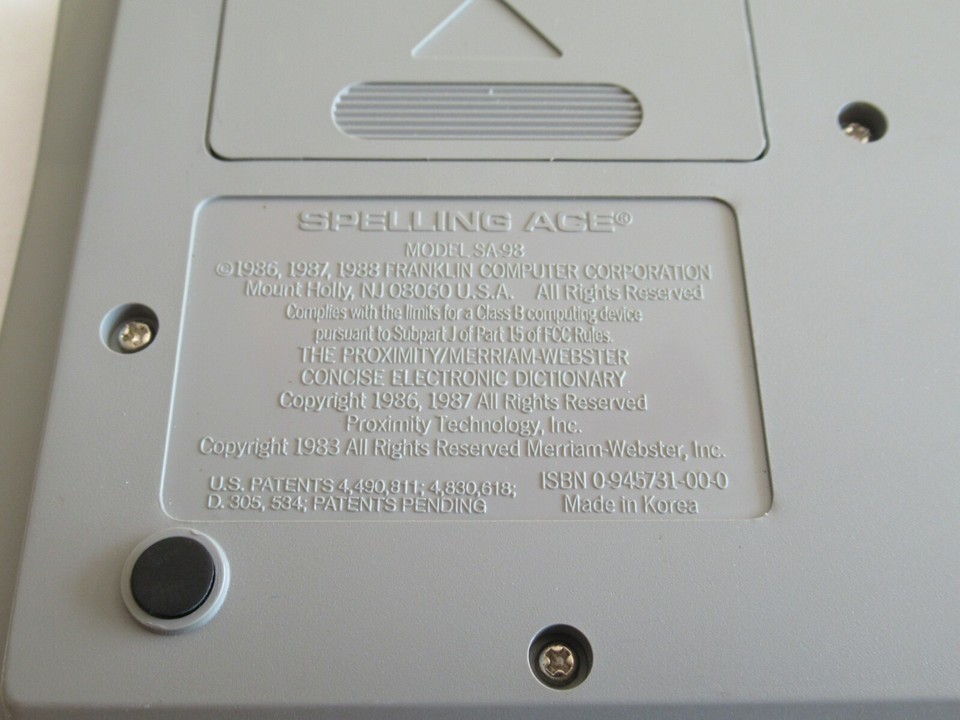 SPELLING ACE®
MODEL SA-98
©1986, 1987, 1988 FRANKLIN COMPUTER CORPORATION
Mount Holly, NJ 08060 U.S.A. All Rights Reserved
Complies with the limits for a Class B computing device
pursuant to Subpart J of Part 15 of FCC Rules.
THE PROXIMITY/MERRIAM-WEBSTER
CONCISE ELECTRONIC DICTIONARY
Copyright 1986, 1987 All Rights Reserved
Proximity Technology, Inc.
Copyright 1983 All Rights Reserved Merriam-Webster, Inc.
U.S. PATENTS 4,490,811; 4,830,618;
D. 305, 534; PATENTS PENDING
ISBN 0-945731-00-0
Made in Korea